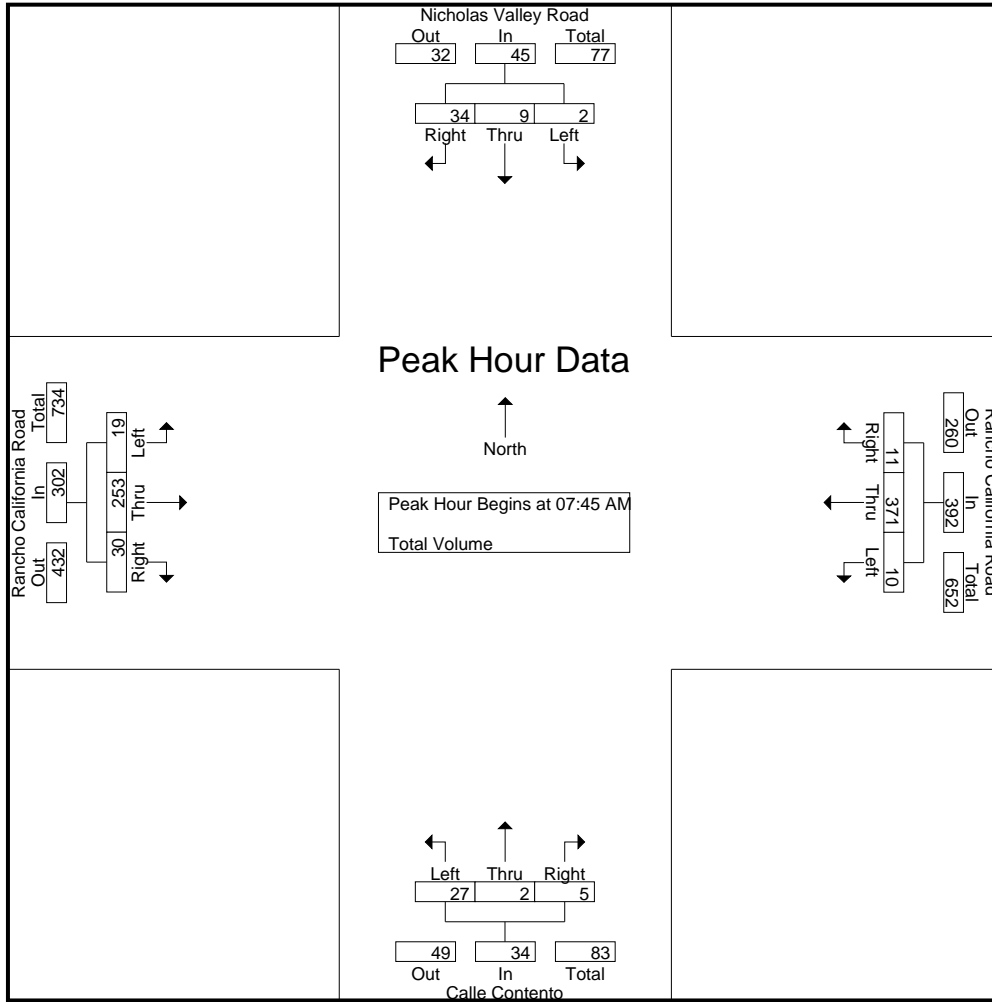 Nicholas Valley Road
Out In Total
32 45 77
34 9 2
Right Thru Left
Peak Hour Data
North
Peak Hour Begins at 07:45 AM
Total Volume
Rancho California Road
Total In Out
734 302 432
19 253 30
Left Thru Right
Rancho California Road
Out In Total
260 392 652
11 371 10
Right Thru Left
Left Thru Right
27 2 5
49 34 83
Out In Total
Calle Contento